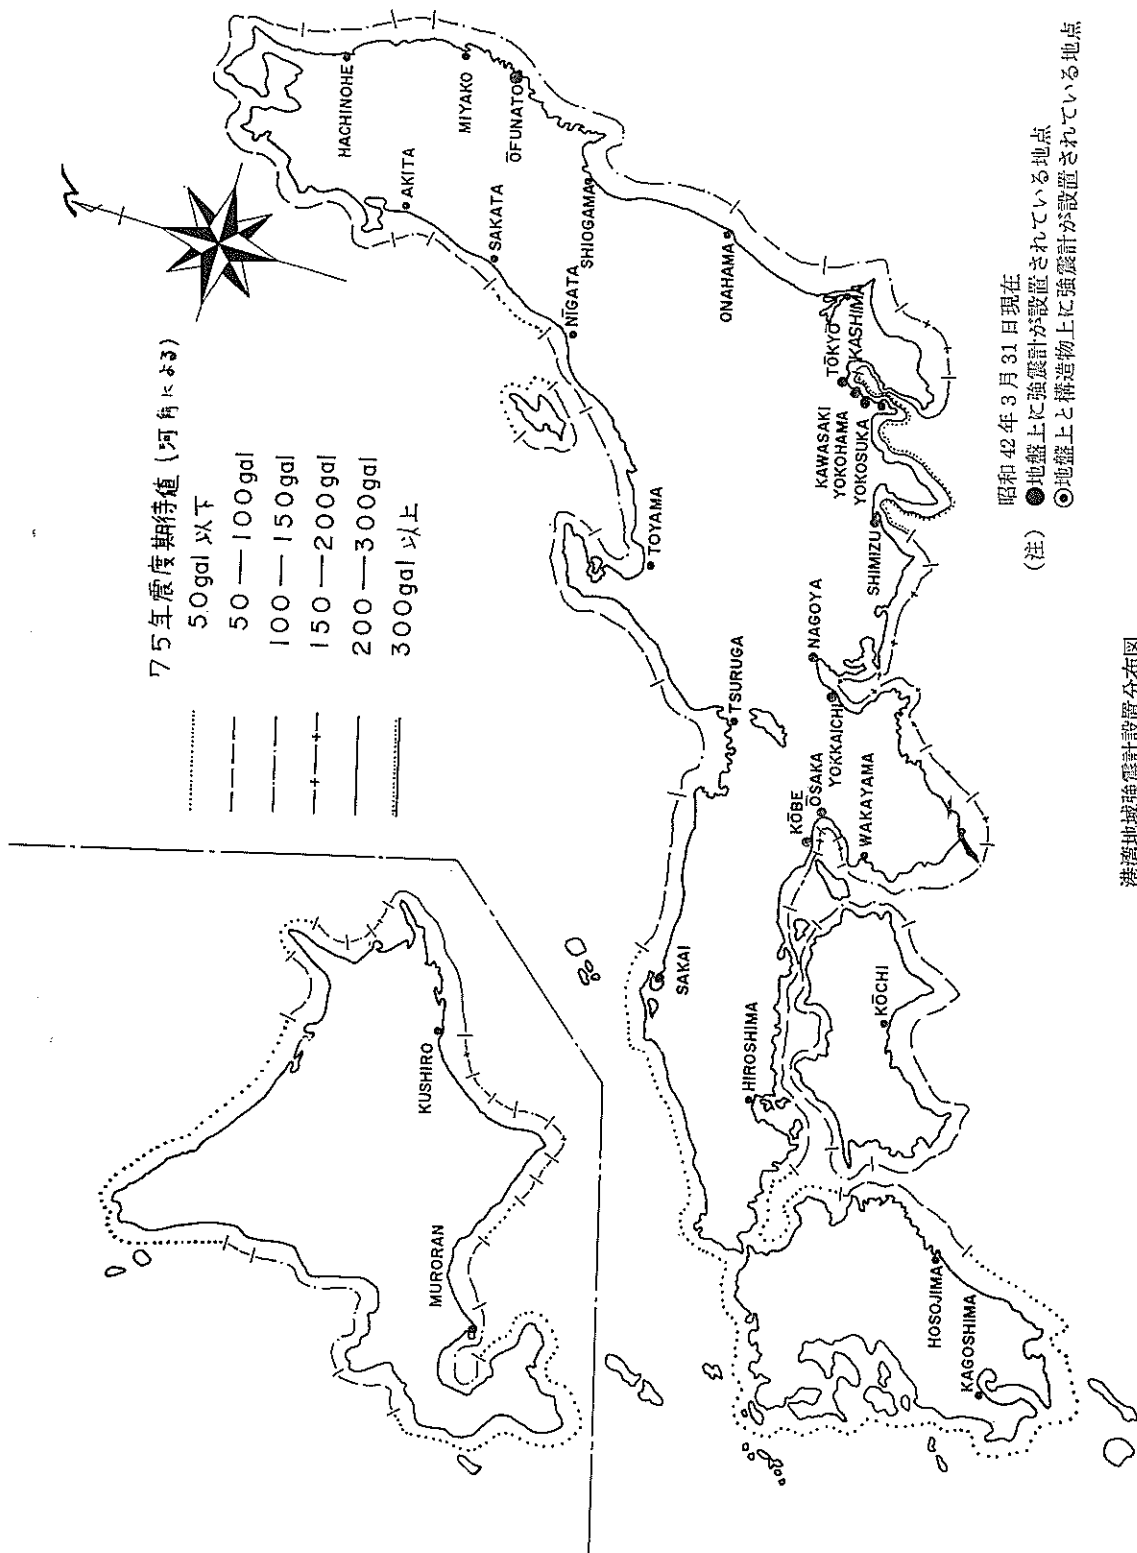 75年震度期待値(河角による)
5.0gal 以下
50—100gal
100—150gal
150—200gal
200—300gal
300gal 以上
N
HACHINOHE
MIYAKO
ŌFUNATO
AKITA
SAKATA
SHIOGAMA
NĪGATA
ONAHAMA
KASHIMA
TŌKYŌ
KAWASAKI
YOKOHAMA
YOKOSUKA
TOYAMA
SHIMIZU
NAGOYA
TSURUGA
YOKKAICHI
ŌSAKA
KŌBE
WAKAYAMA
SAKAI
KŌCHI
HIROSHIMA
HOSOJIMA
KAGOSHIMA
KUSHIRO
MURORAN
昭和42年3月31日現在
(注) ●地盤上に強震計が設置されている地点
◉地盤上と構造物上に強震計が設置されている地点
港湾地域強震計設置分布図